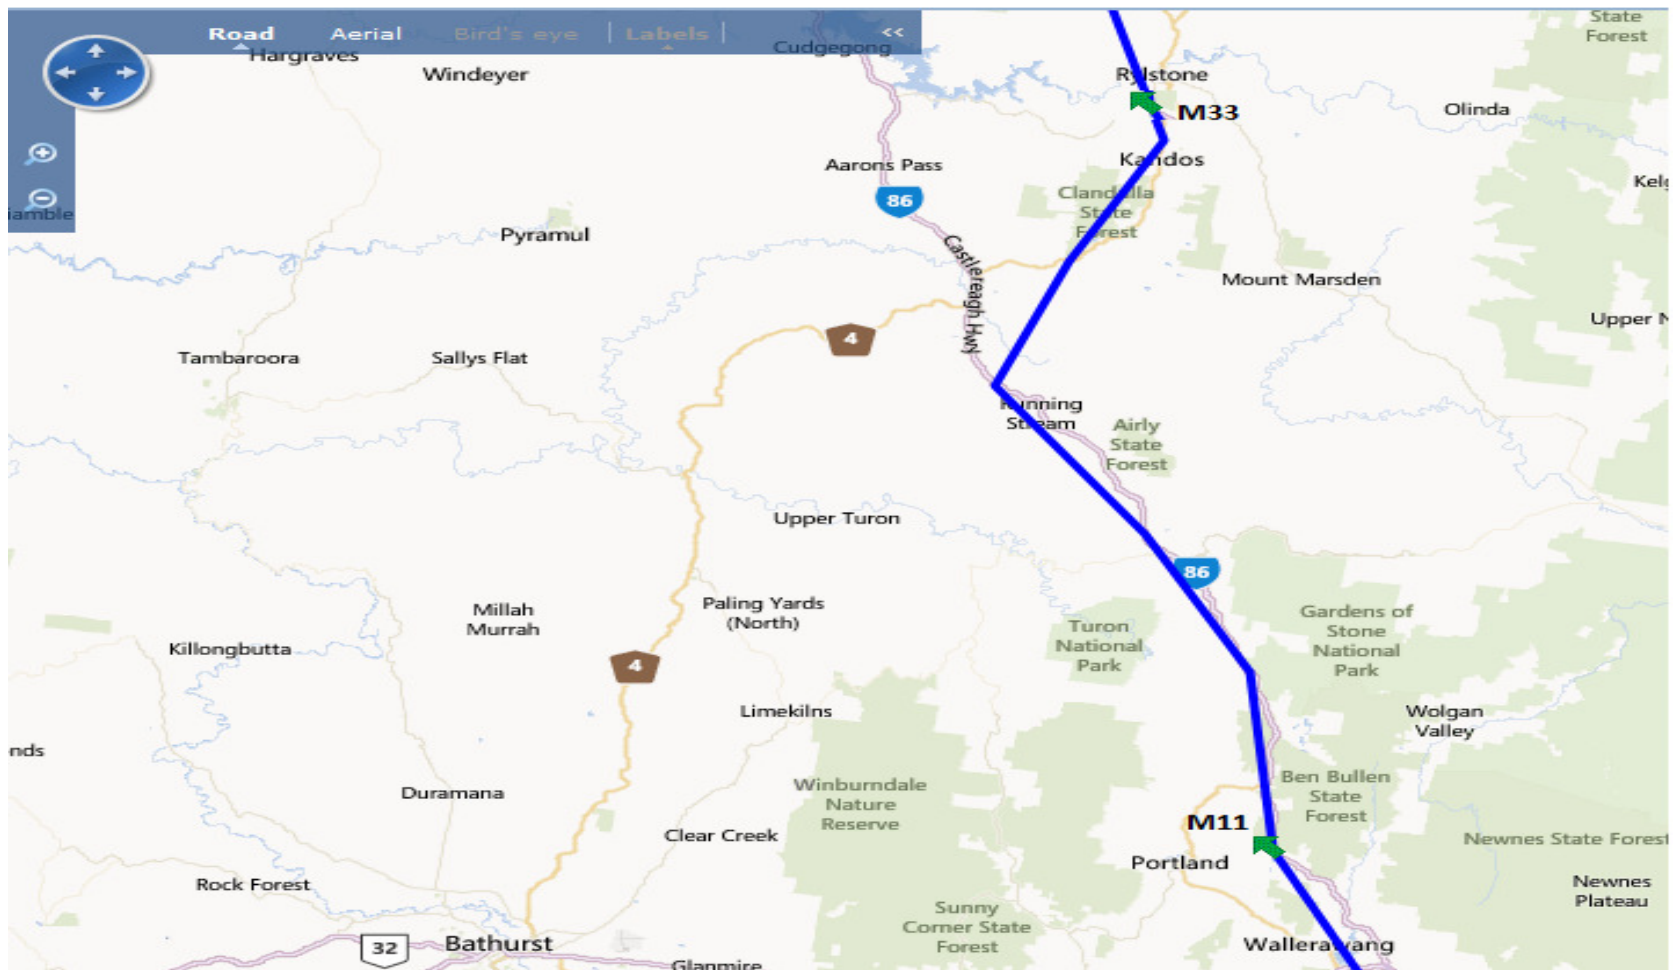 Road Aerial Bird's eye Labels <<
State
Forest
Hargraves
Cudgegong
Windeyer
Rylstone
Olinda
M33
Aarons Pass
Kandos
Clandulla
State
Forest
86
Pyramul
Castlereagh Hwy
Mount Marsden
Upper
4
Tambaroora
Sallys Flat
Running
Stream
Airly
State
Forest
Upper Turon
86
Millah
Murrah
Paling Yards
(North)
Turon
National
Park
Gardens of
Stone
National
Park
Killongbutta
4
Limekilns
Wolgan
Valley
nds
Duramana
Winburndale
Nature
Reserve
Ben Bullen
State
Forest
M11
Clear Creek
Newnes State Forest
Portland
Rock Forest
Newnes
Plateau
Sunny
Corner State
Forest
32
Bathurst
Wallerawang
Glanmire